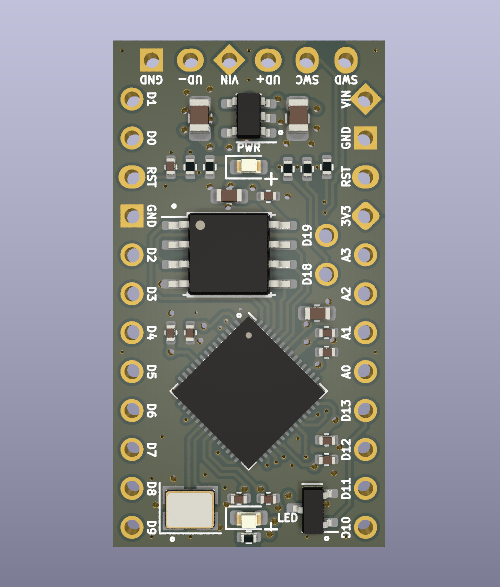 GND UD- VIN UD+ SWC SWD
D1 VIN
D0 PWR GND
RST RST
GND 3V3
D19
D2 A3
D18
D3 A2
D4 A1
D5 A0
D6 D13
D7 D12
D8 D11
LED
D9 D10